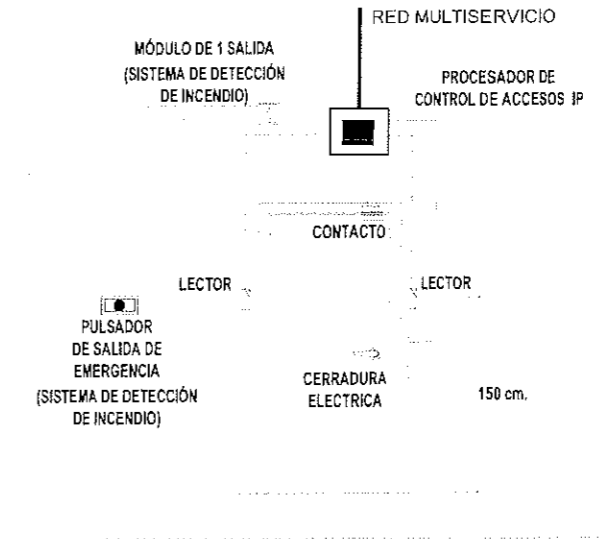 RED MULTISERVICIO
MÓDULO DE 1 SALIDA
(SISTEMA DE DETECCIÓN
DE INCENDIO)
PROCESADOR DE
CONTROL DE ACCESOS IP
CONTACTO
LECTOR
LECTOR
PULSADOR
DE SALIDA DE
EMERGENCIA
(SISTEMA DE DETECCIÓN
DE INCENDIO)
CERRADURA
ELECTRICA
150 cm.